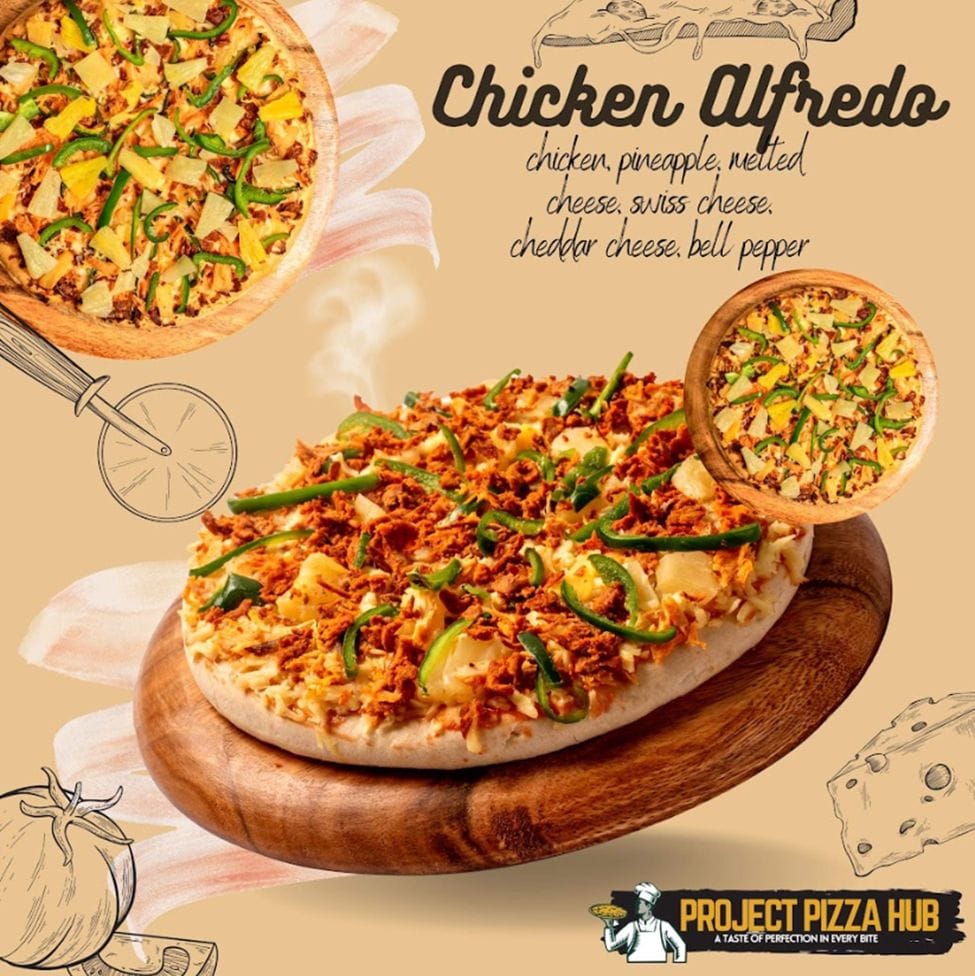 Chicken Alfredo
chicken, pineapple, melted
cheese, swiss cheese,
cheddar cheese, bell pepper
PROJECT PIZZA HUB
A TASTE OF PERFECTION IN EVERY BITE